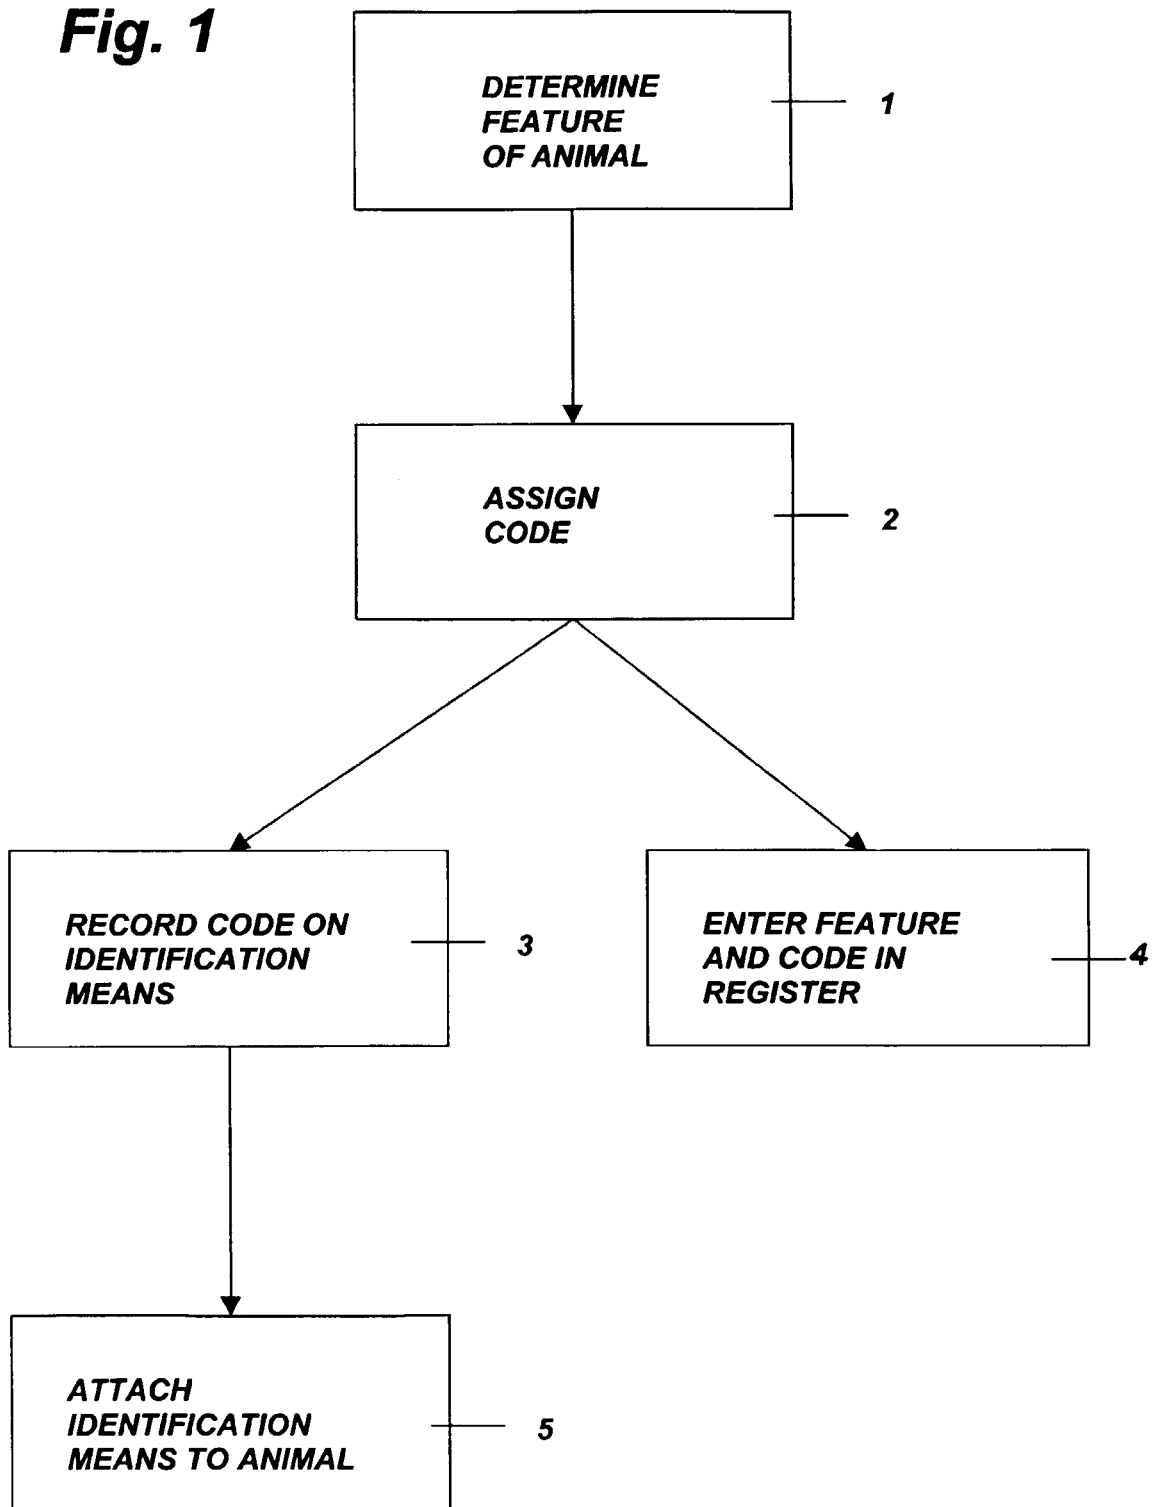 Fig. 1
DETERMINE
FEATURE
OF ANIMAL
1
ASSIGN
CODE
2
RECORD CODE ON
IDENTIFICATION
MEANS
3
ENTER FEATURE
AND CODE IN
REGISTER
4
ATTACH
IDENTIFICATION
MEANS TO ANIMAL
5